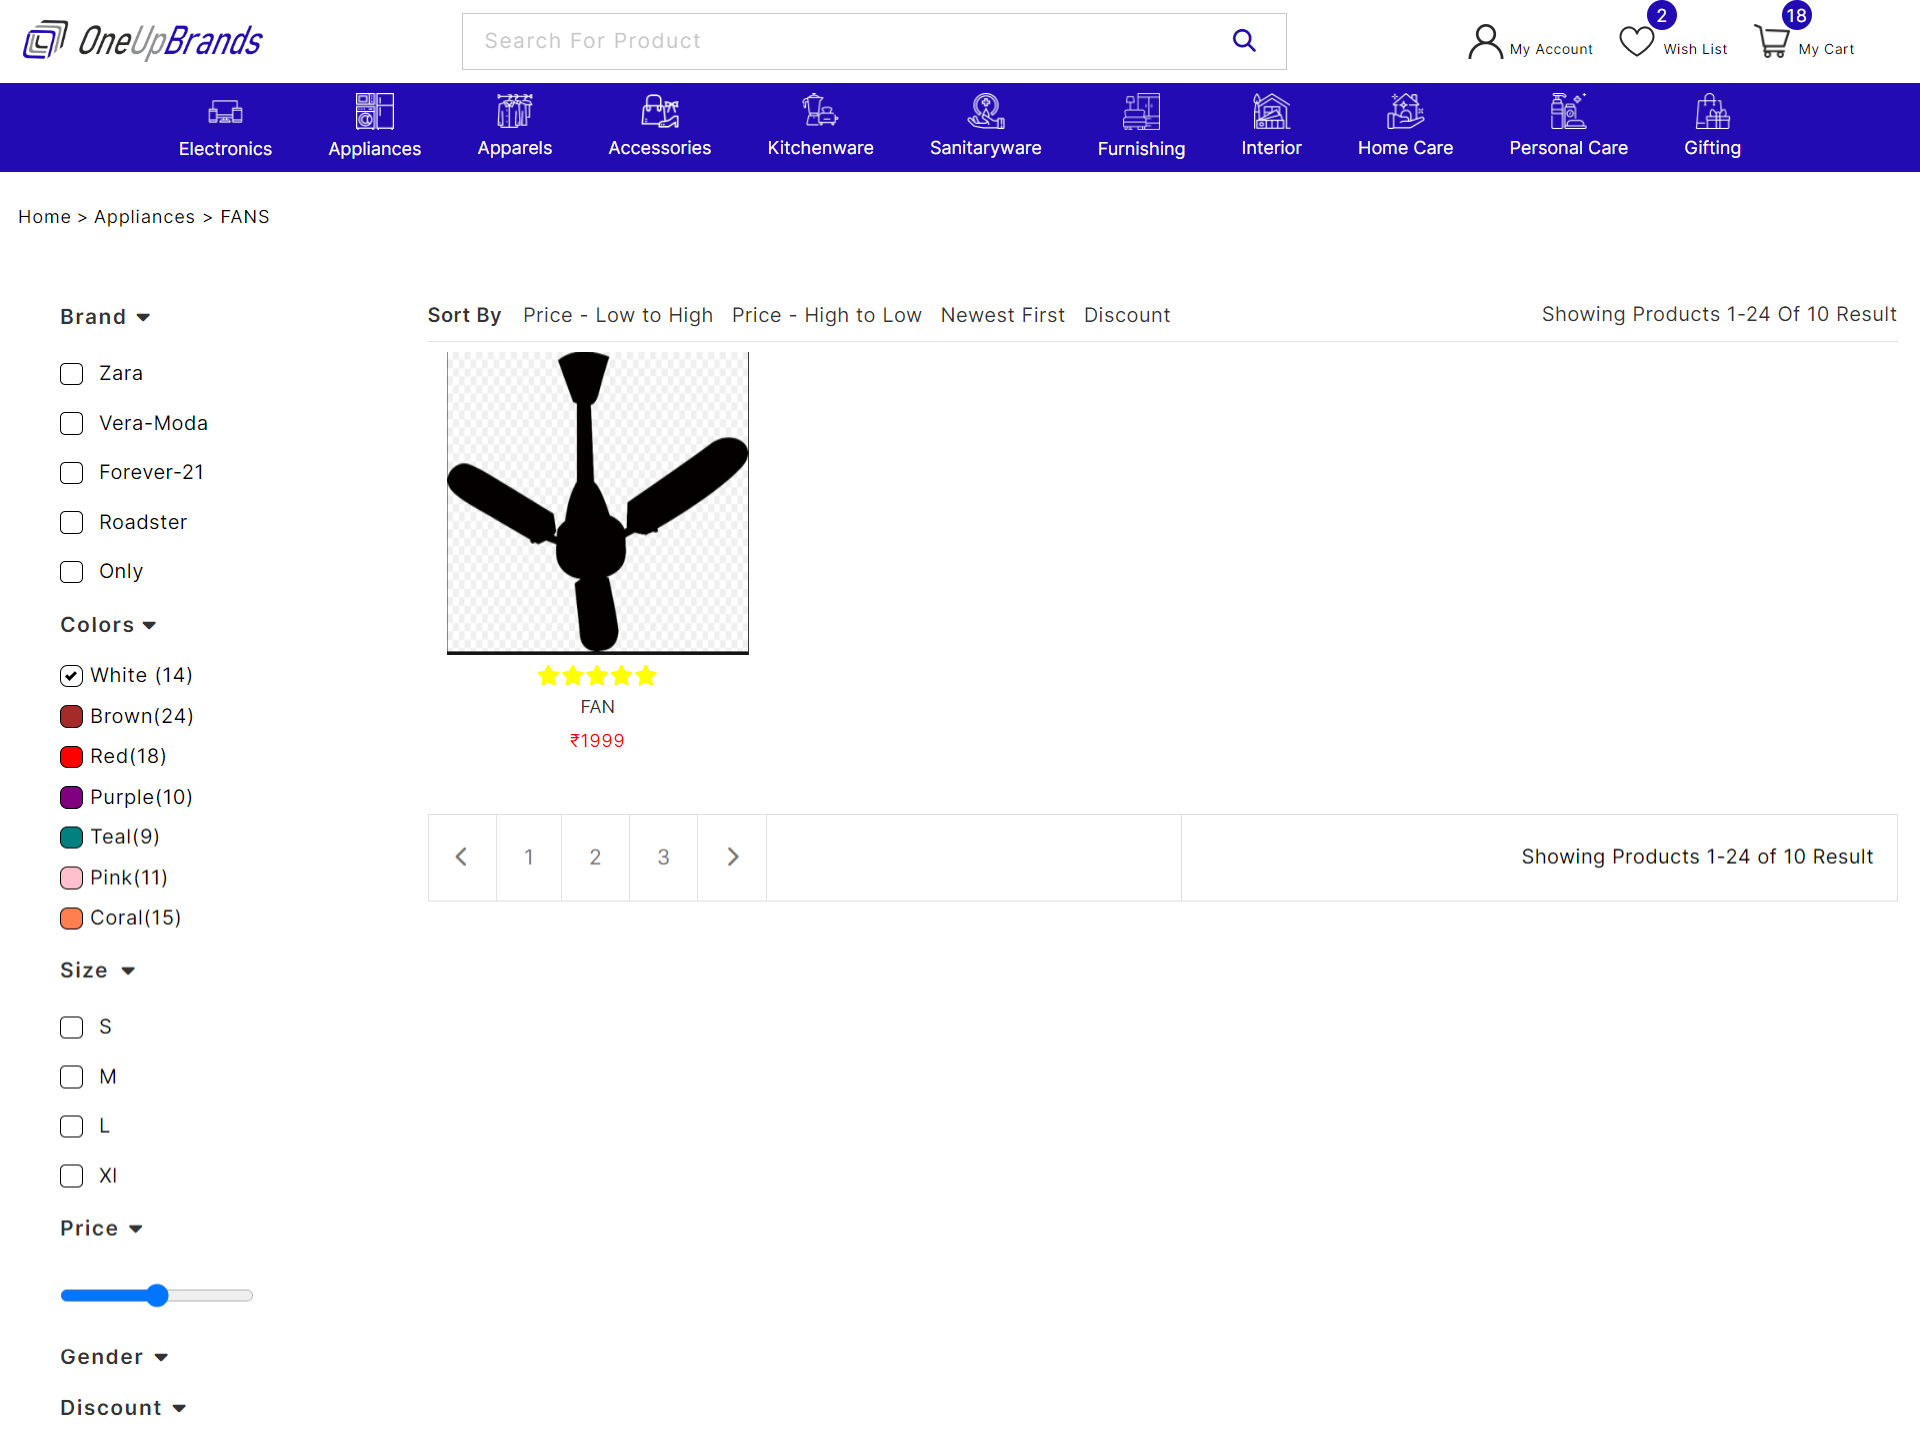 OneUpBrands
Search For Product
My Account
2
Wish List
18
My Cart
Electronics
Appliances
Apparels
Accessories
Kitchenware
Sanitaryware
Furnishing
Interior
Home Care
Personal Care
Gifting
Home > Appliances > FANS
Brand
Zara
Vera-Moda
Forever-21
Roadster
Only
Colors
White (14)
Brown(24)
Red(18)
Purple(10)
Teal(9)
Pink(11)
Coral(15)
Size
S
M
L
Xl
Price
Gender
Discount
Sort By Price - Low to High Price - High to Low Newest First Discount
Showing Products 1-24 Of 10 Result
FAN
₹1999
1 2 3
Showing Products 1-24 of 10 Result